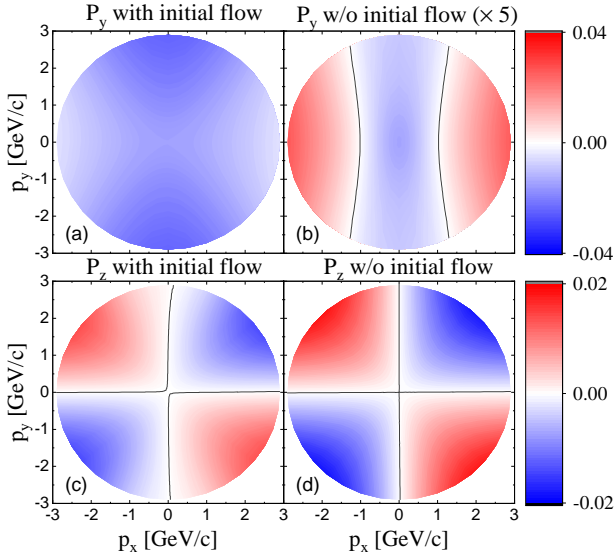 P_y with initial flow
P_y w/o initial flow (× 5)
3
2
1
0
-1
-2
-3
p_y [GeV/c]
(a)
(b)
0.04
0.00
-0.04
P_z with initial flow
P_z w/o initial flow
3
2
1
0
-1
-2
-3
p_y [GeV/c]
(c)
(d)
0.02
0.00
-0.02
3 -2 -1 0 1 2 3 -2 -1 0 1 2 3
p_x [GeV/c]
p_x [GeV/c]